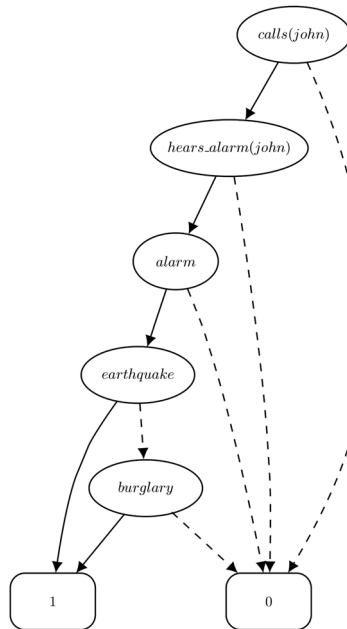 calls(john)
hears_alarm(john)
alarm
earthquake
burglary
1
0